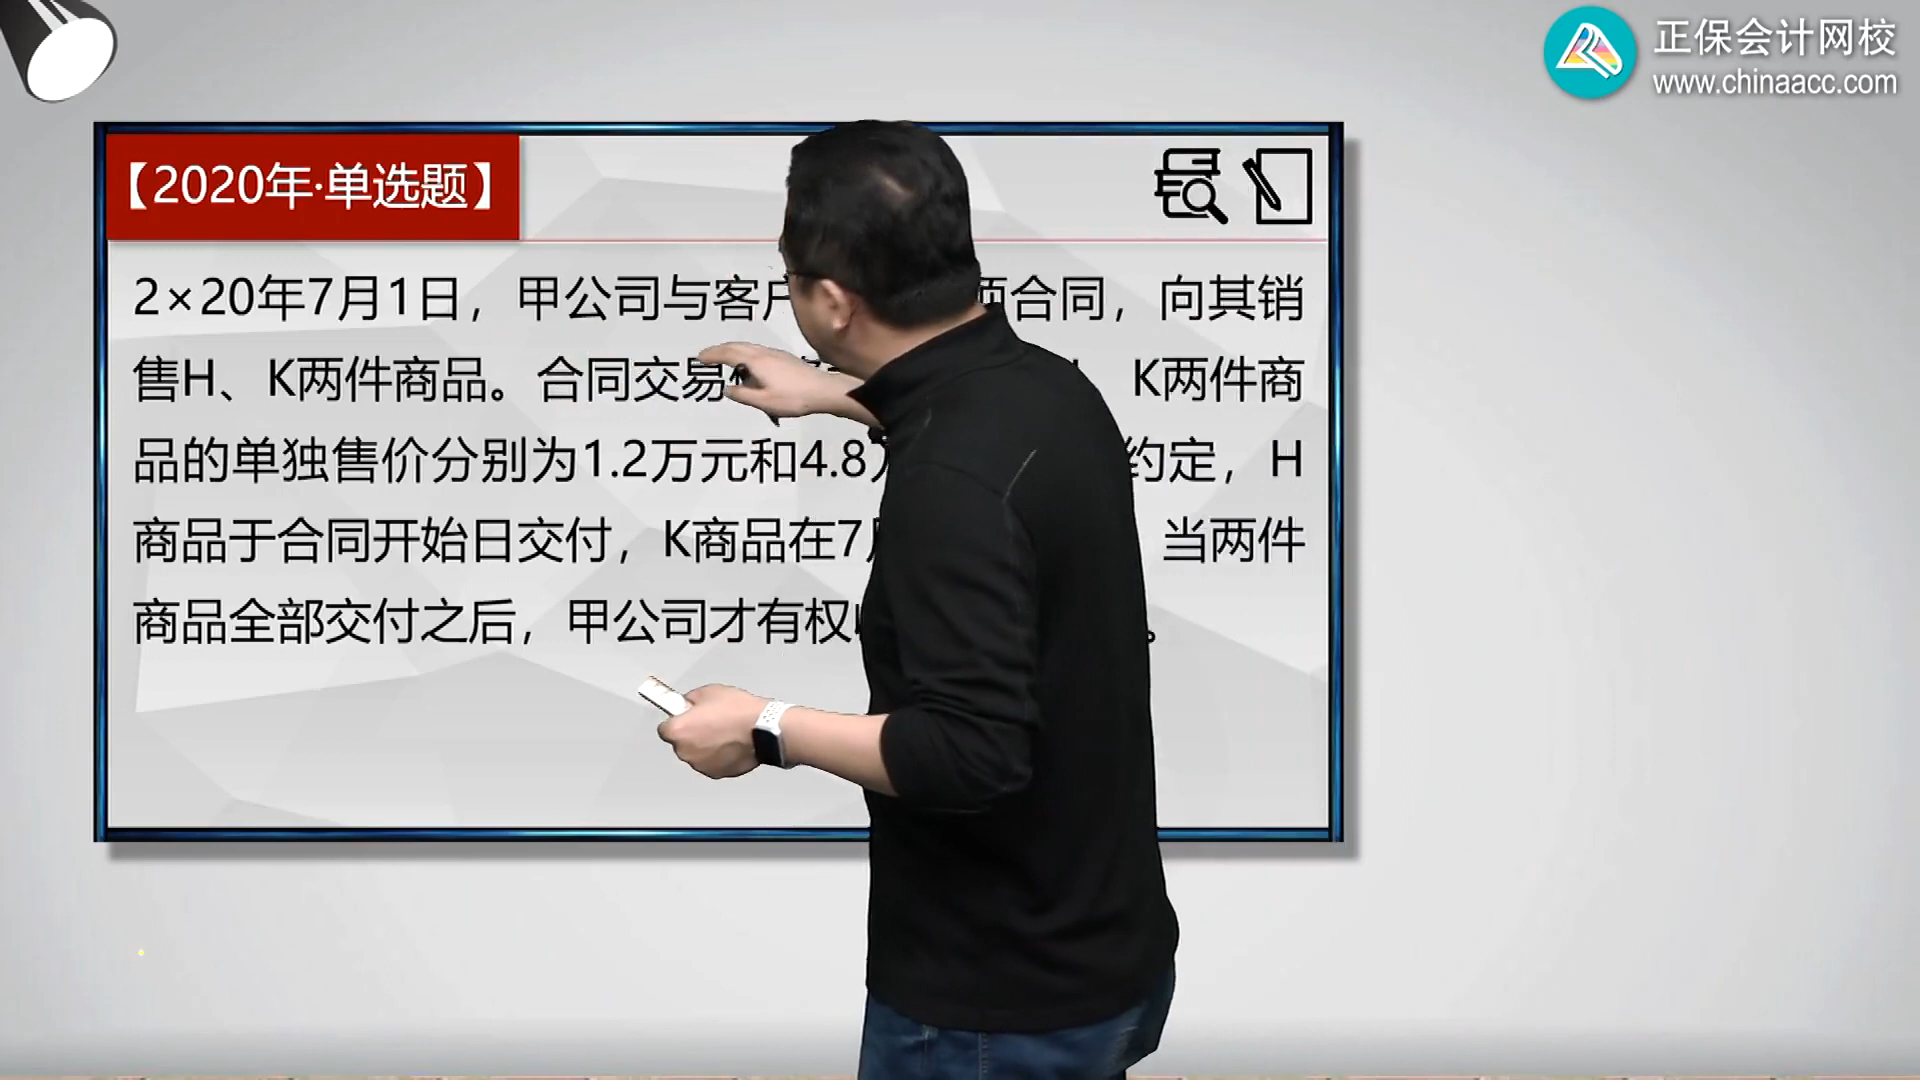 正保会计网校
www.chinaacc.com
【2020年·单选题】
2×20年7月1日，甲公司与客户 合同，向其销
售H、K两件商品。合同交易 K两件商
品的单独售价分别为1.2万元和4.8 约定，H
商品于合同开始日交付，K商品在7 当两件
商品全部交付之后，甲公司才有权 。